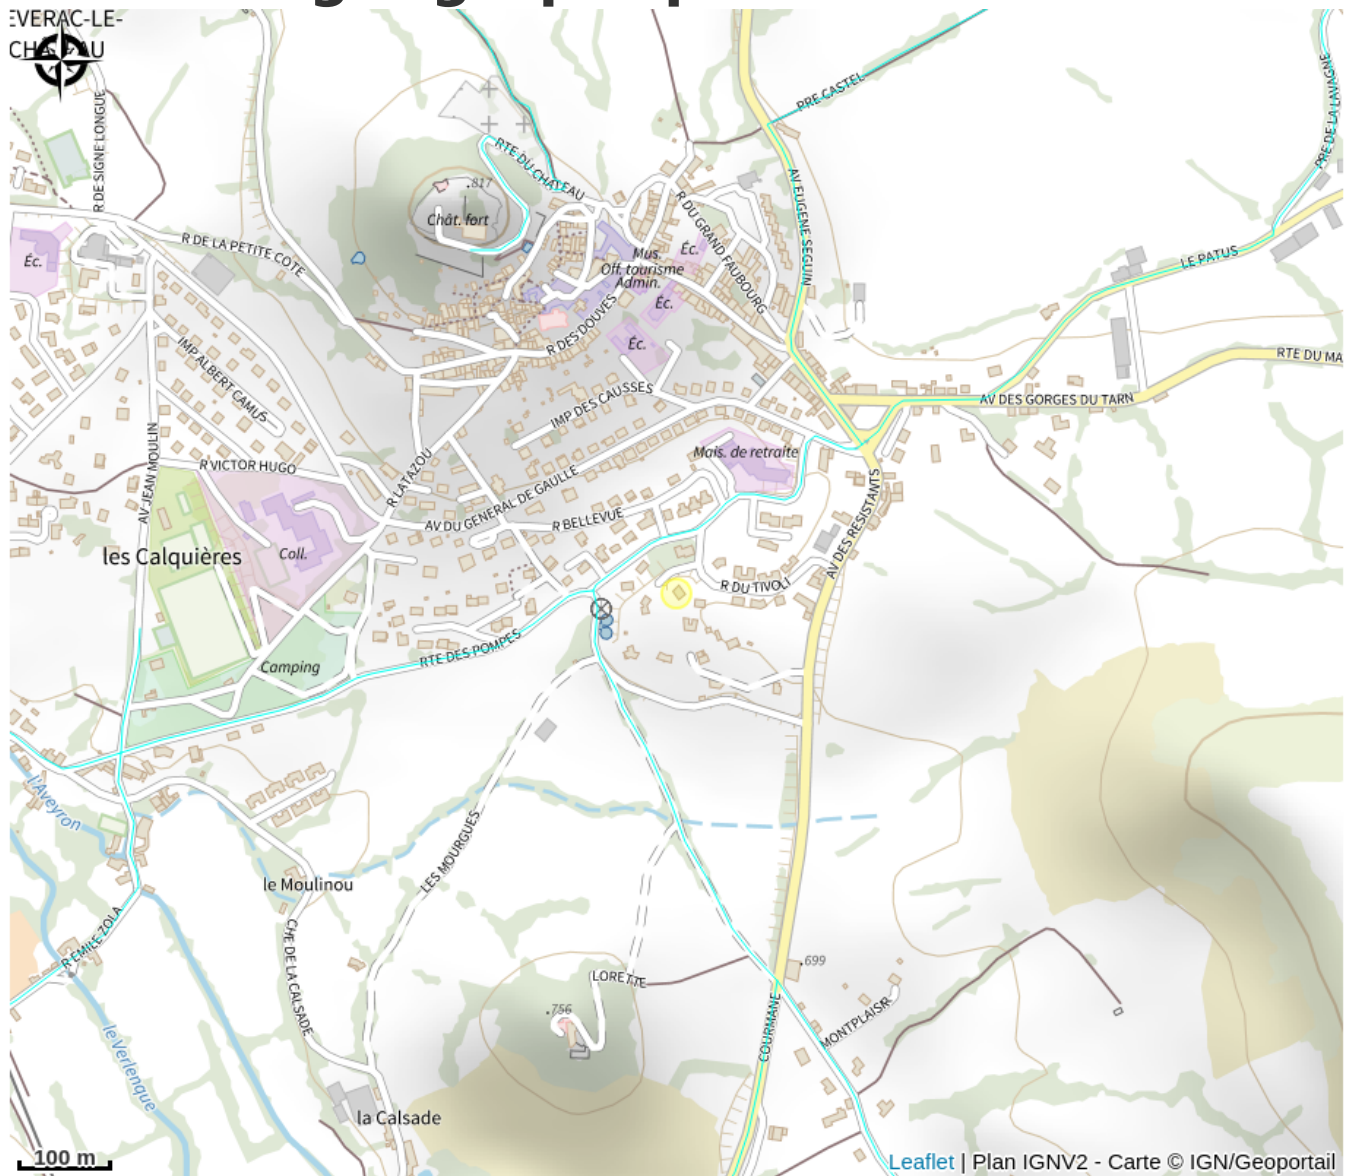 EVERAC-LE-
CHÂTEAU
R DE SIGNE LONGUE
PRE CASTEL
PRE DE LA LAVAGNE
RTE DU CHATEAU
.817
Chât. fort
AV EUGENE SEGUIN
R DU GRAND FAUBOURG
R DE LA PETITE COTE
Éc.
Mus.
Off. tourisme
Admin.
Éc.
Éc.
Éc.
LE PATUS
R DES DOUVES
IMP ALBERT CAMUS
RTE DU MA
IMP DES CAUSSES
AV DES GORGES DU TARN
Mais. de retraite
AV JEAN MOULIN
R VICTOR HUGO
R LATAZOU
AV DU GENERAL DE GAULLE
R BELLEVUE
AV DES RESISTANTS
les Calquières
Coll.
R DU TIVOLI
RTE DES POMPES
Camping
l'Aveyron
LES MOURGUES
le Moulinou
R EMILE ZOLA
CHE DE LA CALSADE
LORETTE
.699
.756
COURMANE
MONTPLAISIR
le Verlenque
la Calsade
100 m
Leaflet | Plan IGNV2 - Carte © IGN/Geoportail